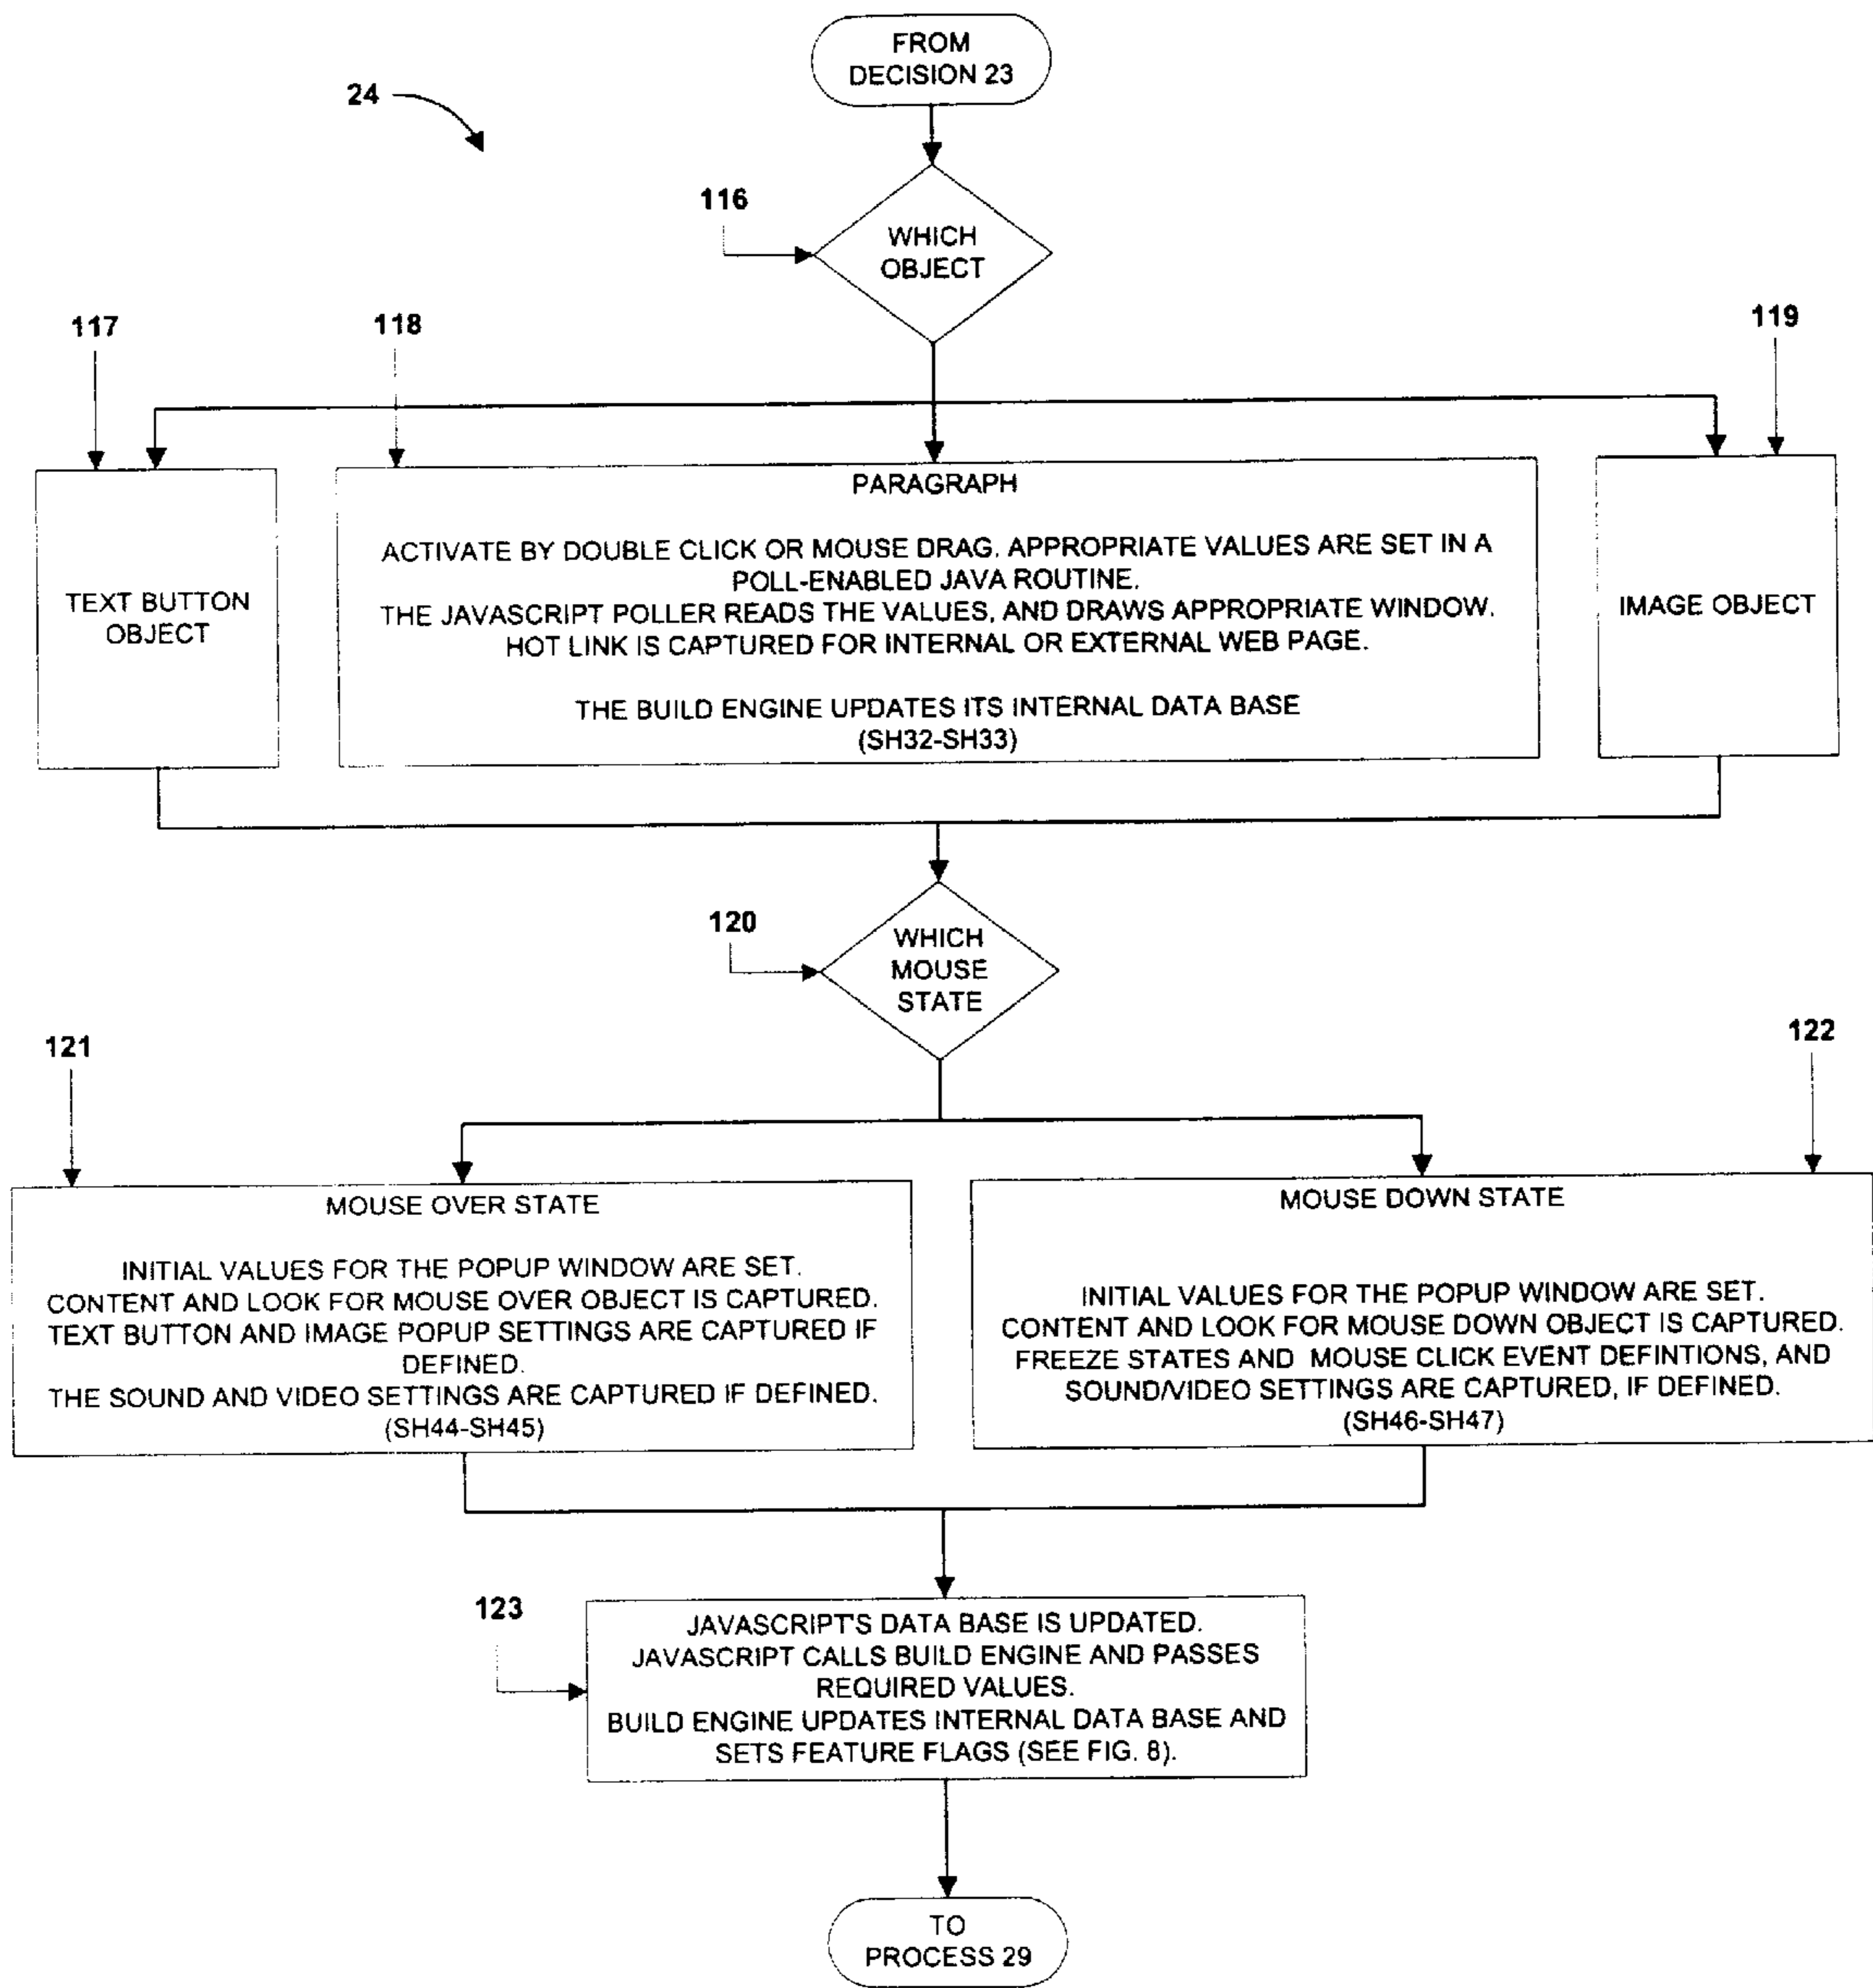 FROM
DECISION 23
24
116
WHICH
OBJECT
117
118
119
TEXT BUTTON
OBJECT
PARAGRAPH
ACTIVATE BY DOUBLE CLICK OR MOUSE DRAG. APPROPRIATE VALUES ARE SET IN A
POLL-ENABLED JAVA ROUTINE.
THE JAVASCRIPT POLLER READS THE VALUES, AND DRAWS APPROPRIATE WINDOW.
HOT LINK IS CAPTURED FOR INTERNAL OR EXTERNAL WEB PAGE.
THE BUILD ENGINE UPDATES ITS INTERNAL DATA BASE
(SH32-SH33)
IMAGE OBJECT
120
WHICH
MOUSE
STATE
121
122
MOUSE OVER STATE
INITIAL VALUES FOR THE POPUP WINDOW ARE SET.
CONTENT AND LOOK FOR MOUSE OVER OBJECT IS CAPTURED.
TEXT BUTTON AND IMAGE POPUP SETTINGS ARE CAPTURED IF
DEFINED.
THE SOUND AND VIDEO SETTINGS ARE CAPTURED IF DEFINED.
(SH44-SH45)
MOUSE DOWN STATE
INITIAL VALUES FOR THE POPUP WINDOW ARE SET.
CONTENT AND LOOK FOR MOUSE DOWN OBJECT IS CAPTURED.
FREEZE STATES AND MOUSE CLICK EVENT DEFINTIONS, AND
SOUND/VIDEO SETTINGS ARE CAPTURED, IF DEFINED.
(SH46-SH47)
123
JAVASCRIPT'S DATA BASE IS UPDATED.
JAVASCRIPT CALLS BUILD ENGINE AND PASSES
REQUIRED VALUES.
BUILD ENGINE UPDATES INTERNAL DATA BASE AND
SETS FEATURE FLAGS (SEE FIG. 8).
TO
PROCESS 29